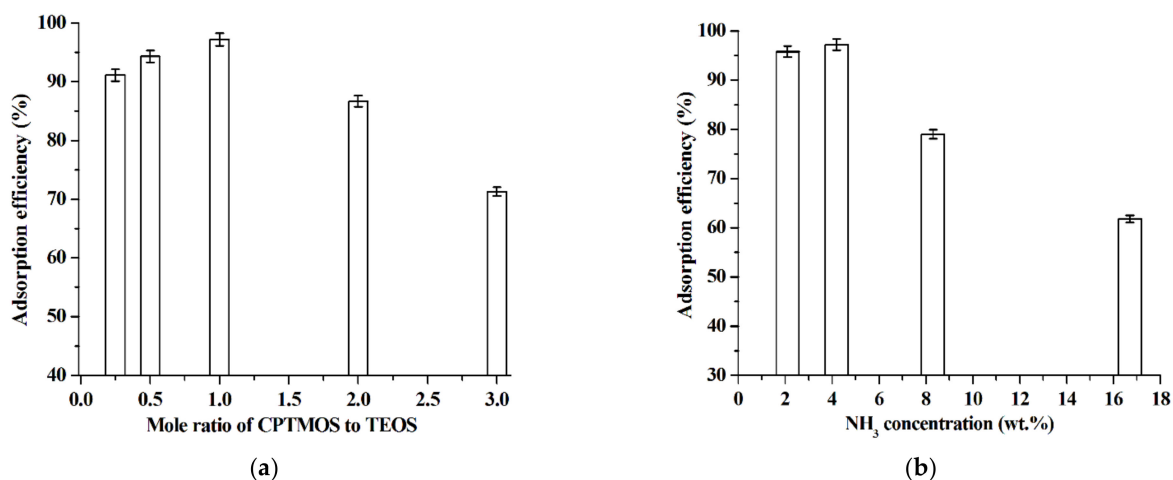 Adsorption efficiency (%)
100
90
80
70
60
50
40
0.0 0.5 1.0 1.5 2.0 2.5 3.0
Mole ratio of CPTMOS to TEOS
(a)
Adsorption efficiency (%)
100
90
80
70
60
50
40
30
0 2 4 6 8 10 12 14 16 18
NH₃ concentration (wt.%)
(b)